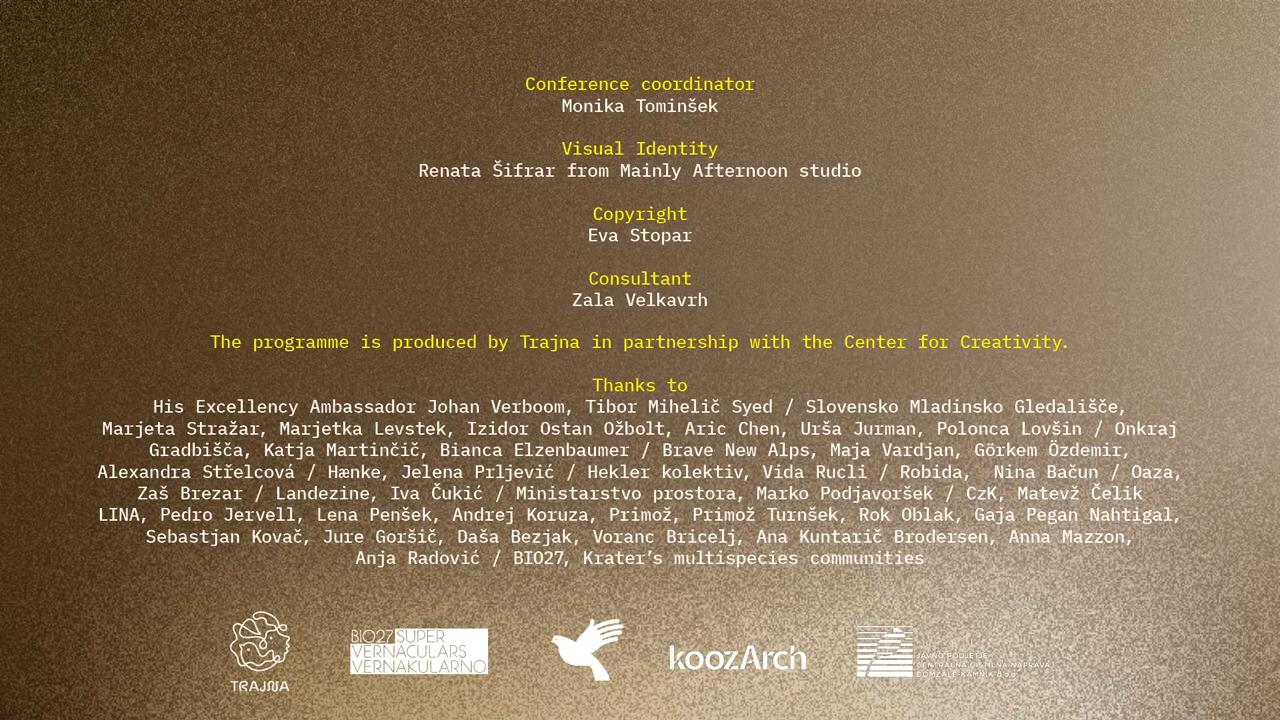 Conference coordinator
Monika Tominšek
Visual Identity
Renata Šifrar from Mainly Afternoon studio
Copyright
Eva Stopar
Consultant
Zala Velkavrh
The programme is produced by Trajna in partnership with the Center for Creativity.
Thanks to
His Excellency Ambassador Johan Verboom, Tibor Mihelič Syed / Slovensko Mladinsko Gledališče,
Marjeta Stražar, Marjetka Levstek, Izidor Ostan Ožbolt, Aric Chen, Urša Jurman, Polonca Lovšin / Onkraj
Gradbišča, Katja Martinčič, Bianca Elzenbaumer / Brave New Alps, Maja Vardjan, Görkem Özdemir,
Alexandra Střelcová / Hænke, Jelena Prljević / Hekler kolektiv, Vida Rucli / Robida,  Nina Bačun / Oaza,
Zaš Brezar / Landezine, Iva Čukić / Ministarstvo prostora, Marko Podjavoršek / CzK, Matevž Čelik
LINA, Pedro Jervell, Lena Penšek, Andrej Koruza, Primož, Primož Turnšek, Rok Oblak, Gaja Pegan Nahtigal,
Sebastjan Kovač, Jure Goršič, Daša Bezjak, Voranc Bricelj, Ana Kuntarič Brodersen, Anna Mazzon,
Anja Radović / BIO27, Krater’s multispecies communities
TRAJNA
BIO27 SUPER
VERNACULARS
VERNAKULARNO
koozArch
JAVNO PODJETJE
CENTRALNA ČISTILNA NAPRAVA
DOMŽALE-KAMNIK d.o.o.